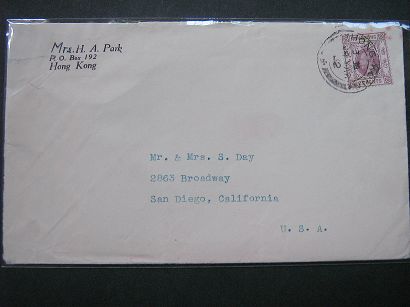 Mrs. H. A. Park
P. O. Box 192
Hong Kong
Mr. & Mrs. S. Day
2863 Broadway
San Diego, California
U. S. A.